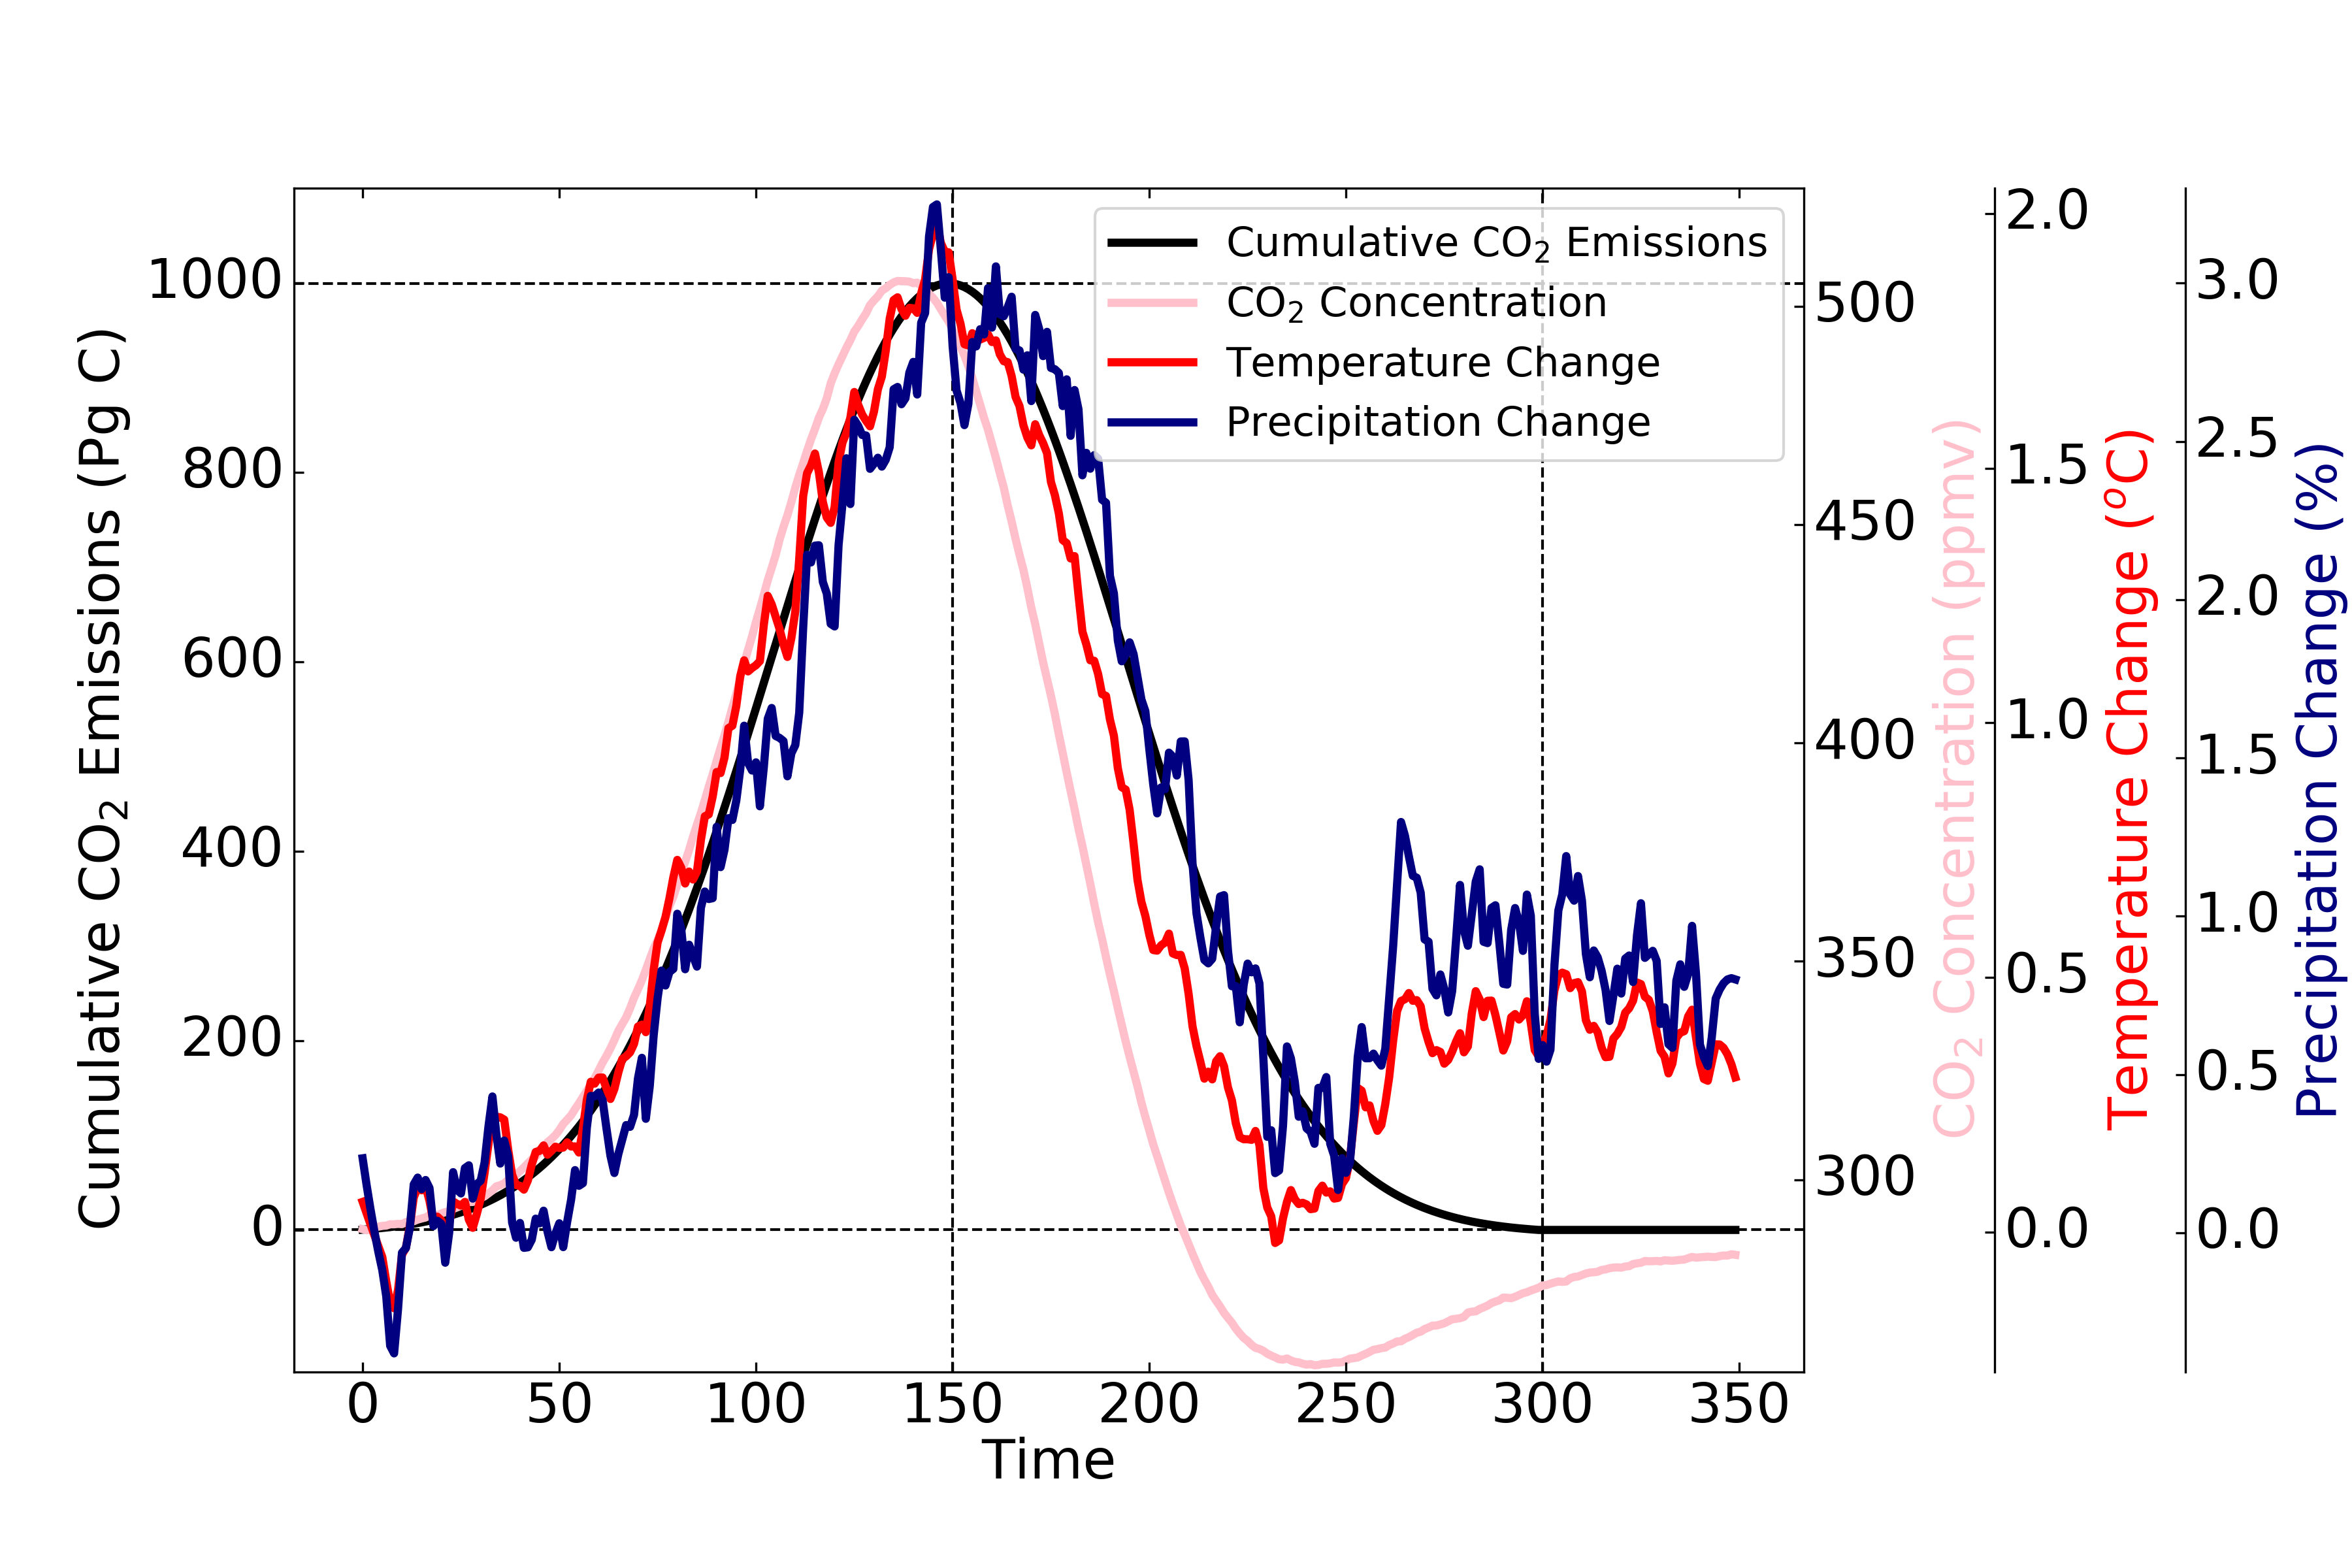 Cumulative CO₂ Emissions (Pg C)
1000
800
600
400
200
0
Cumulative CO₂ Emissions
CO₂ Concentration
Temperature Change
Precipitation Change
0 50 100 150 200 250 300 350
Time
500
450
400
350
300
CO₂ Concentration (ppmv)
2.0
1.5
1.0
0.5
0.0
Temperature Change (°C)
3.0
2.5
2.0
1.5
1.0
0.5
0.0
Precipitation Change (%)